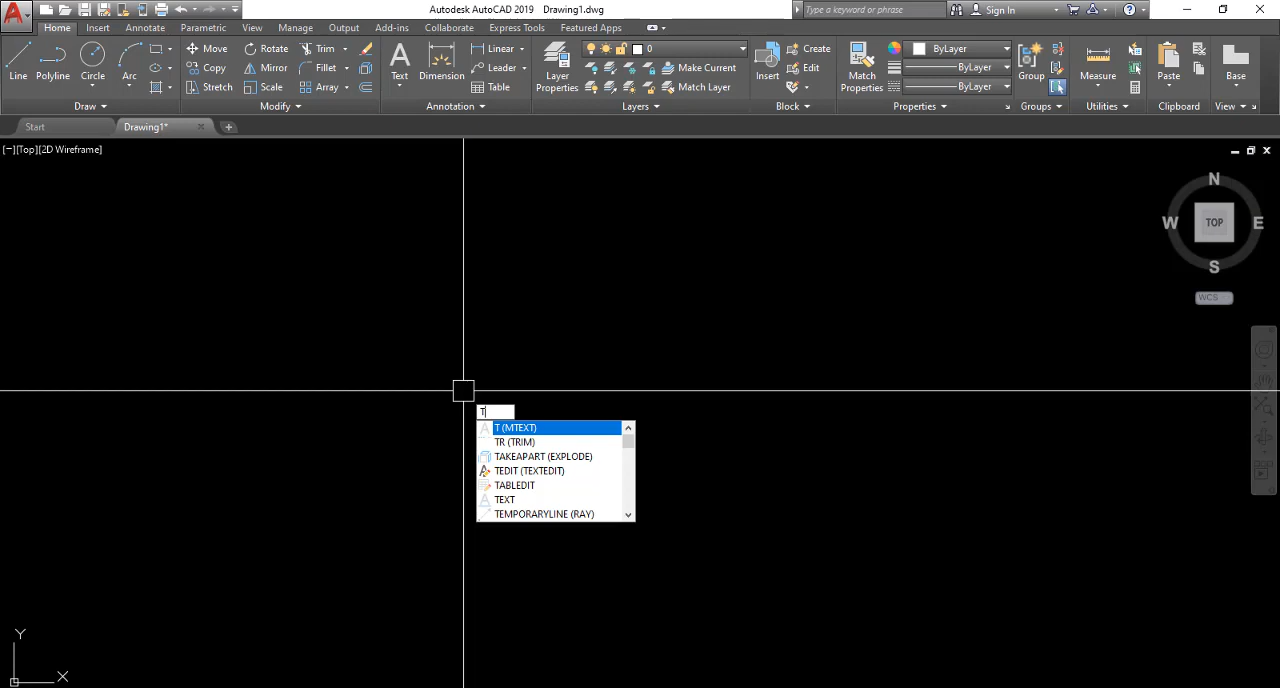 A
Autodesk AutoCAD 2019 Drawing1.dwg
Type a keyword or phrase
Sign In
Home Insert Annotate Parametric View Manage Output Add-ins Collaborate Express Tools Featured Apps
Line
Polyline
Circle
Arc
Move
Rotate
Trim
Copy
Mirror
Fillet
Stretch
Scale
Array
A
Text
Dimension
Linear
Leader
Table
Layer
Properties
0
Make Current
Match Layer
Insert
Create
Edit
Match
Properties
ByLayer
ByLayer
ByLayer
Group
Measure
Paste
Base
Draw
Modify
Annotation
Layers
Block
Properties
Groups
Utilities
Clipboard
View
Start
Drawing1*
[−][Top][2D Wireframe]
N
W
TOP
E
S
WCS
T
T (MTEXT)
TR (TRIM)
TAKEAPART (EXPLODE)
TEDIT (TEXTEDIT)
TABLEDIT
TEXT
TEMPORARYLINE (RAY)
Y
X